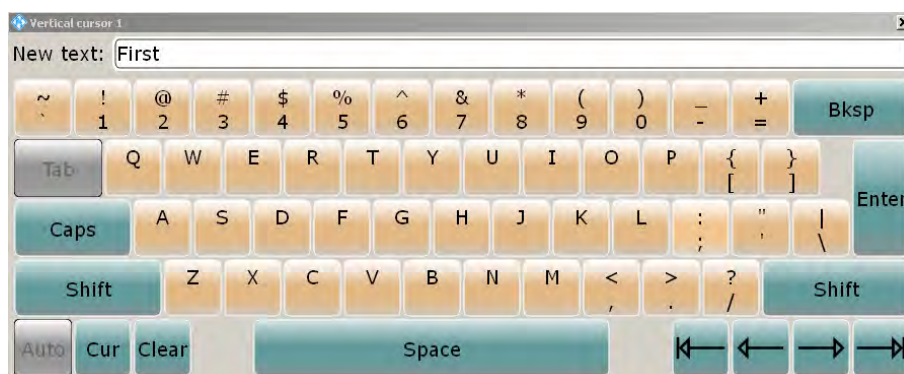 Vertical cursor 1
New text: First
~ ! @ # $ % ^ & * ( ) _ +
` 1 2 3 4 5 6 7 8 9 0 - = Bksp
Tab Q W E R T Y U I O P { }
[ ]
Enter
Caps A S D F G H J K L : " |
; ' \
Shift Z X C V B N M < > ? Shift
, . /
Auto Cur Clear Space